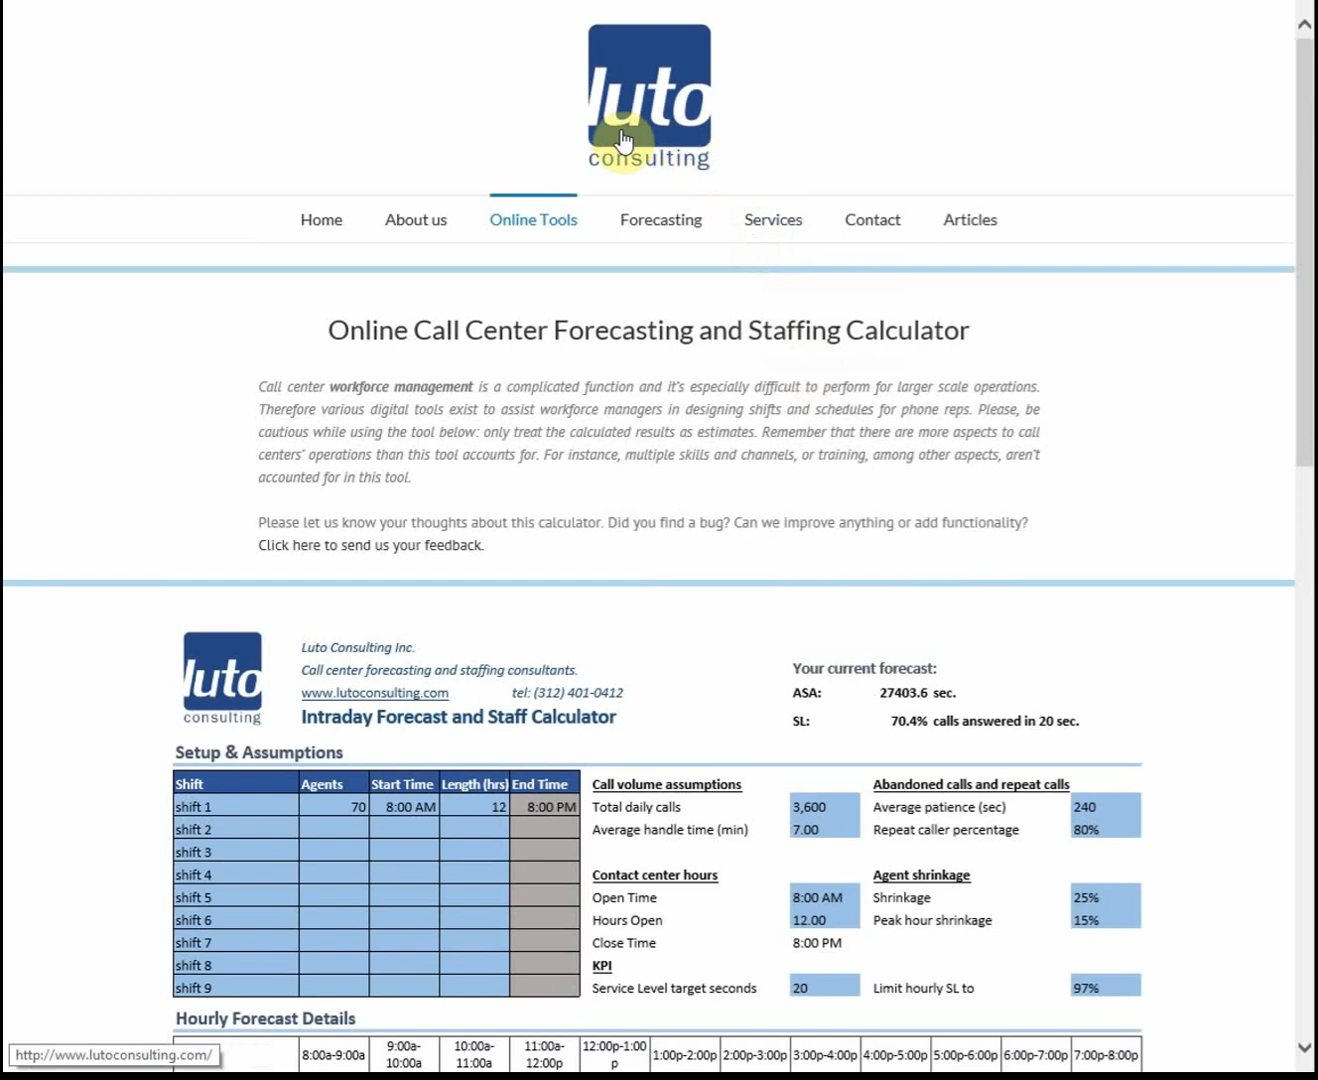 luto
consulting
Home About us Online Tools Forecasting Services Contact Articles
Online Call Center Forecasting and Staffing Calculator
Call center workforce management is a complicated function and it's especially difficult to perform for larger scale operations.
Therefore various digital tools exist to assist workforce managers in designing shifts and schedules for phone reps. Please, be
cautious while using the tool below: only treat the calculated results as estimates. Remember that there are more aspects to call
centers' operations than this tool accounts for. For instance, multiple skills and channels, or training, among other aspects, aren't
accounted for in this tool.
Please let us know your thoughts about this calculator. Did you find a bug? Can we improve anything or add functionality?
Click here to send us your feedback.
luto
consulting
Luto Consulting Inc.
Call center forecasting and staffing consultants.
www.lutoconsulting.com tel: (312) 401-0412
Intraday Forecast and Staff Calculator
Your current forecast:
ASA: 27403.6 sec.
SL: 70.4% calls answered in 20 sec.
Setup & Assumptions
Shift Agents Start Time Length (hrs) End Time
shift 1 70 8:00 AM 12 8:00 PM
shift 2
shift 3
shift 4
shift 5
shift 6
shift 7
shift 8
shift 9
Call volume assumptions
Total daily calls 3,600
Average handle time (min) 7.00
Contact center hours
Open Time 8:00 AM
Hours Open 12.00
Close Time 8:00 PM
KPI
Service Level target seconds 20
Abandoned calls and repeat calls
Average patience (sec) 240
Repeat caller percentage 80%
Agent shrinkage
Shrinkage 25%
Peak hour shrinkage 15%
Limit hourly SL to 97%
Hourly Forecast Details
8:00a-9:00a 9:00a-10:00a 10:00a-11:00a 11:00a-12:00p 12:00p-1:00p 1:00p-2:00p 2:00p-3:00p 3:00p-4:00p 4:00p-5:00p 5:00p-6:00p 6:00p-7:00p 7:00p-8:00p
http://www.lutoconsulting.com/